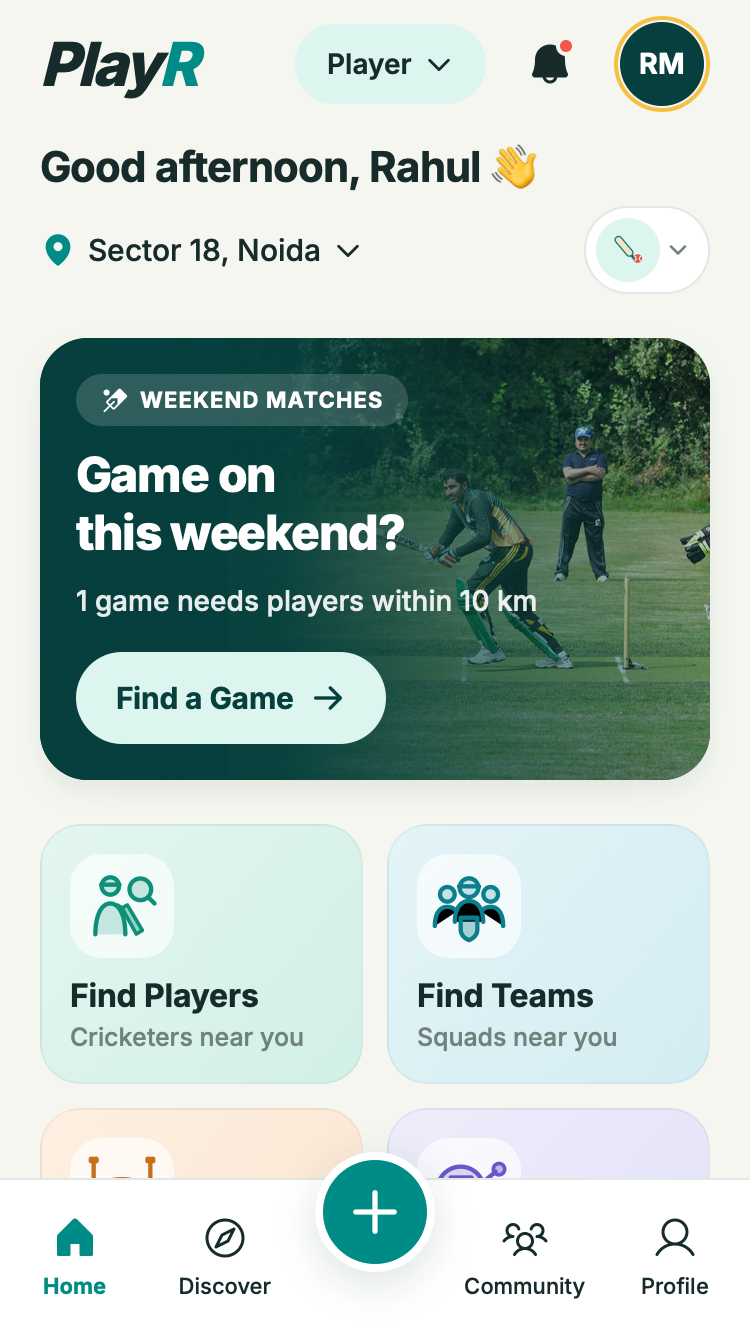 PlayR
Player
RM
Good afternoon, Rahul 👋
Sector 18, Noida
WEEKEND MATCHES
Game on
this weekend?
1 game needs players within 10 km
Find a Game
Find Players
Find Teams
Cricketers near you
Squads near you
Home
Discover
Community
Profile